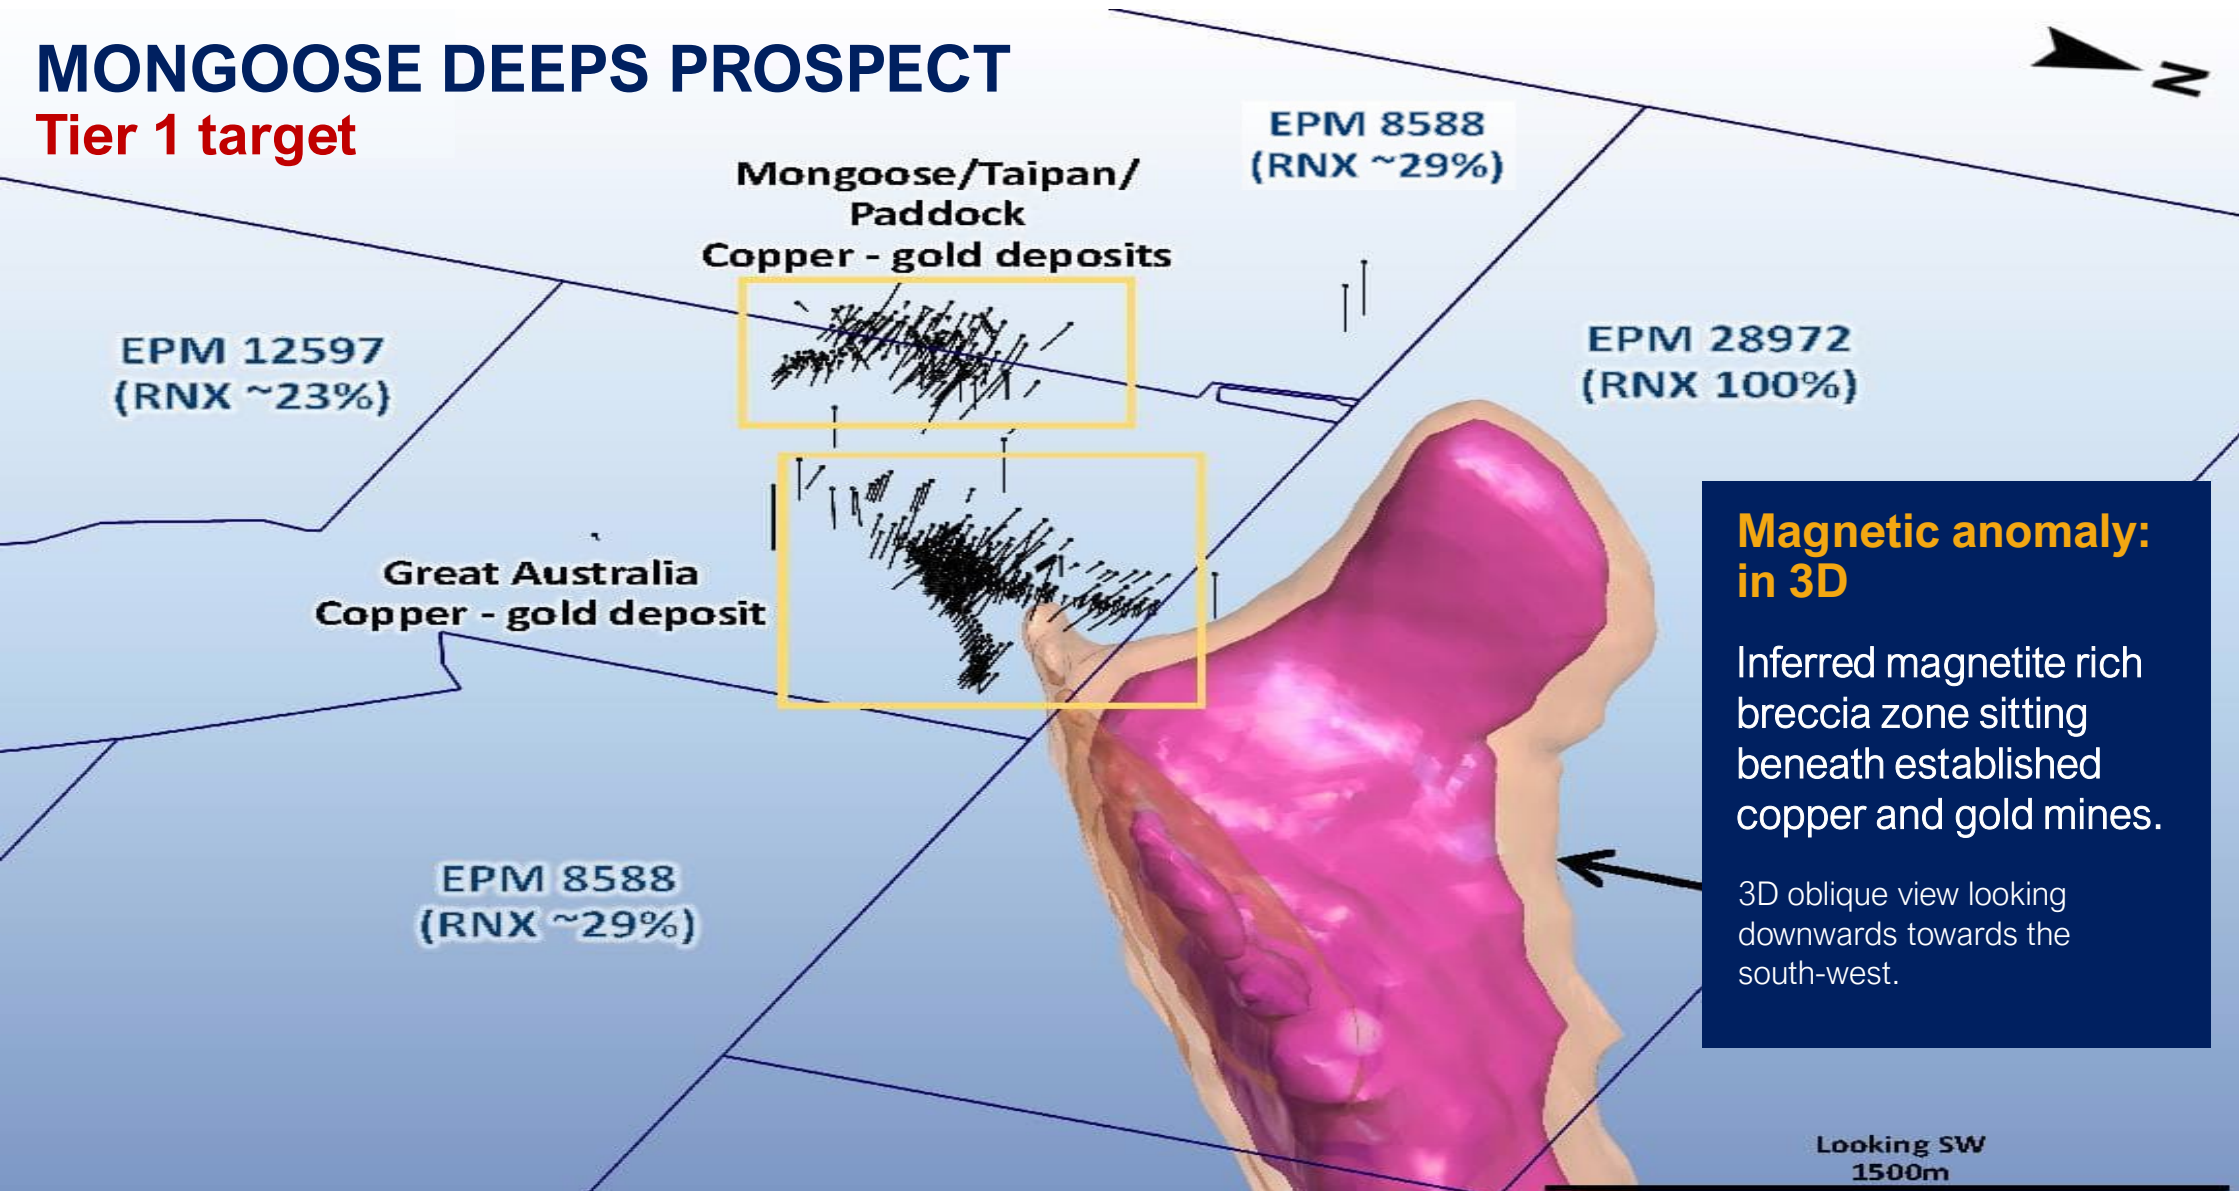 MONGOOSE DEEPS PROSPECT
Tier 1 target
N
EPM 8588
(RNX ~29%)
Mongoose/Taipan/
Paddock
Copper - gold deposits
EPM 12597
(RNX ~23%)
EPM 28972
(RNX 100%)
Great Australia
Copper - gold deposit
Magnetic anomaly:
in 3D
Inferred magnetite rich
breccia zone sitting
beneath established
copper and gold mines.
3D oblique view looking
downwards towards the
south-west.
EPM 8588
(RNX ~29%)
Looking SW
1500m